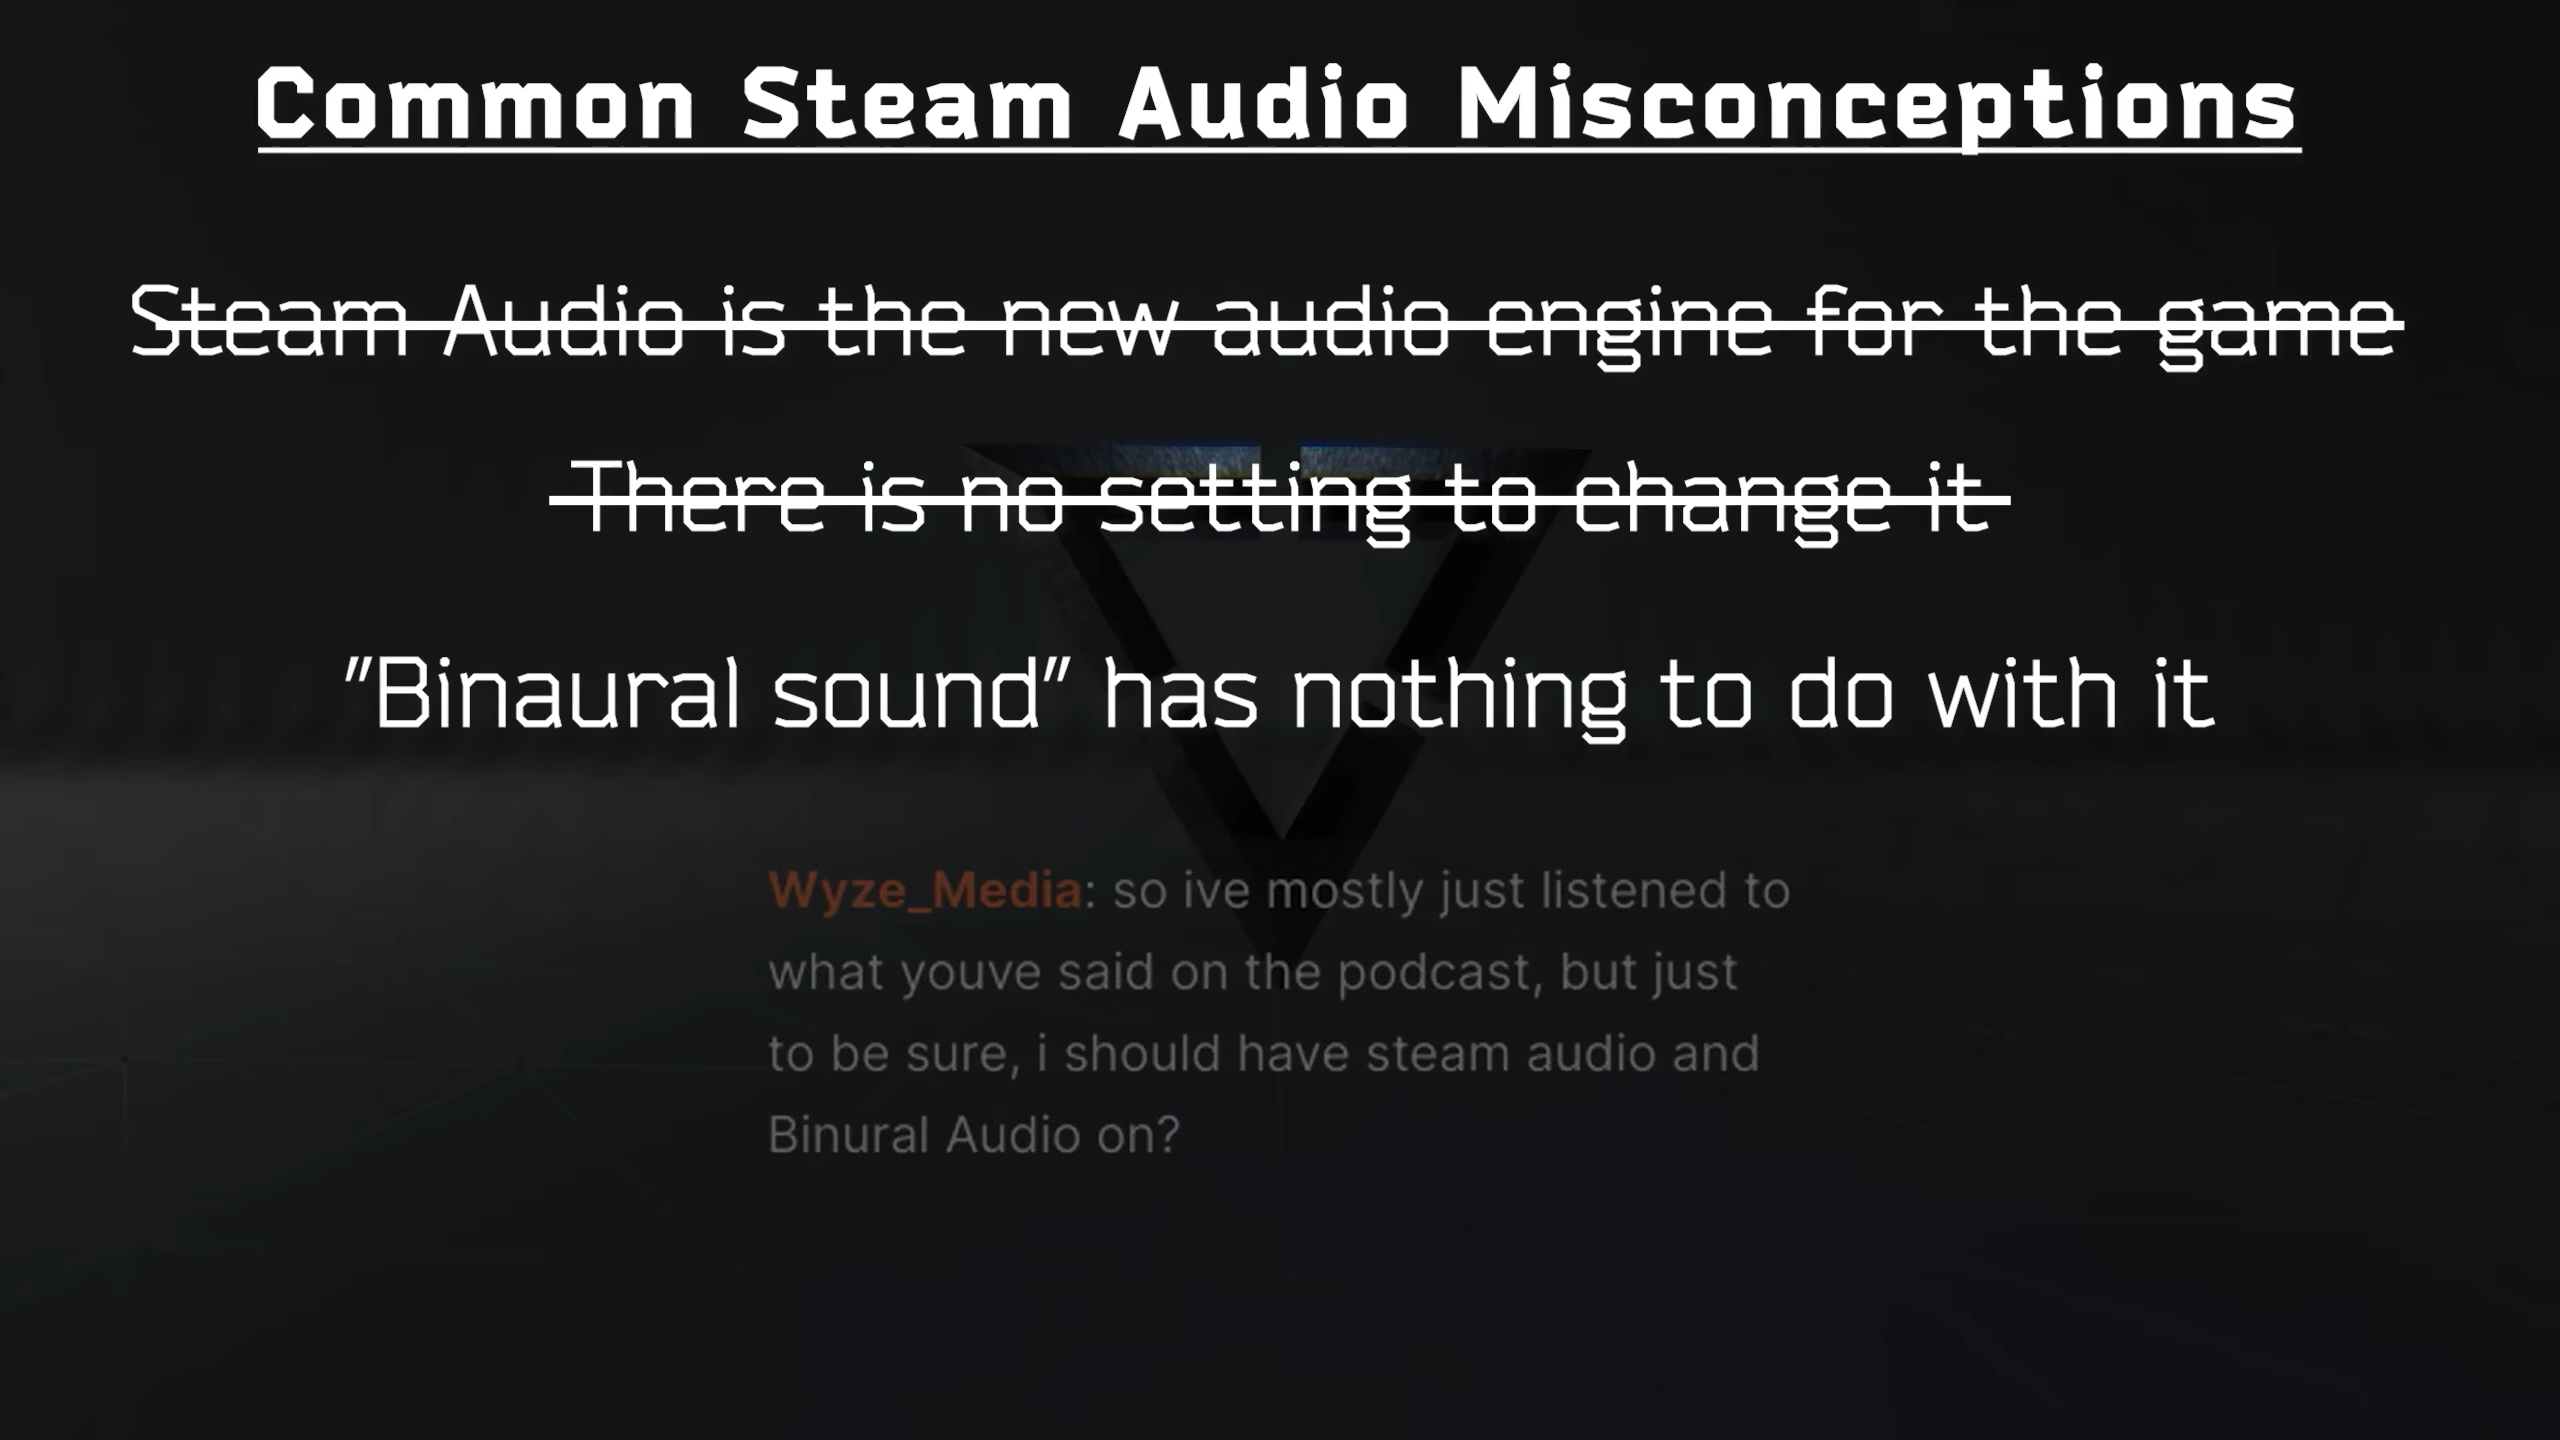 Common Steam Audio Misconceptions
Steam Audio is the new audio engine for the game
There is no setting to change it
"Binaural sound" has nothing to do with it
Wyze_Media: so ive mostly just listened to
what youve said on the podcast, but just
to be sure, i should have steam audio and
Binural Audio on?